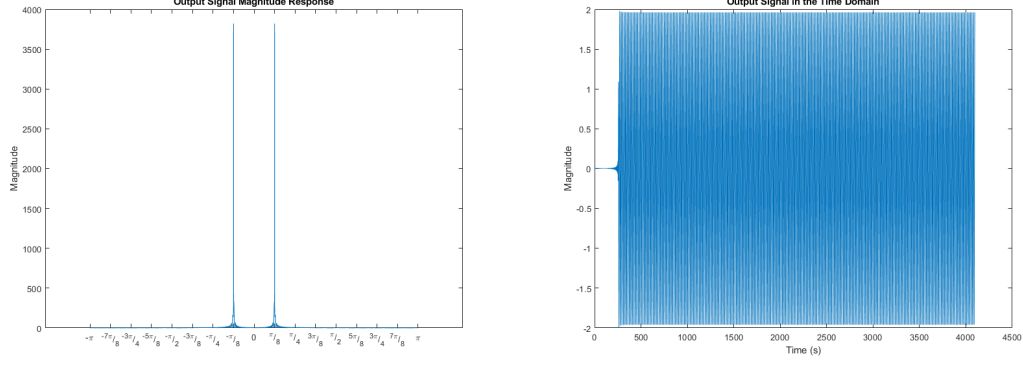 Output Signal Magnitude Response
4000
3500
3000
2500
2000
1500
1000
500
0
Magnitude
-π -7π/8 -3π/4 -5π/8 -π/2 -3π/8 -π/4 -π/8 0 π/8 π/4 3π/8 π/2 5π/8 3π/4 7π/8 π
Output Signal in the Time Domain
2
1.5
1
0.5
0
-0.5
-1
-1.5
-2
Magnitude
0 500 1000 1500 2000 2500 3000 3500 4000 4500
Time (s)